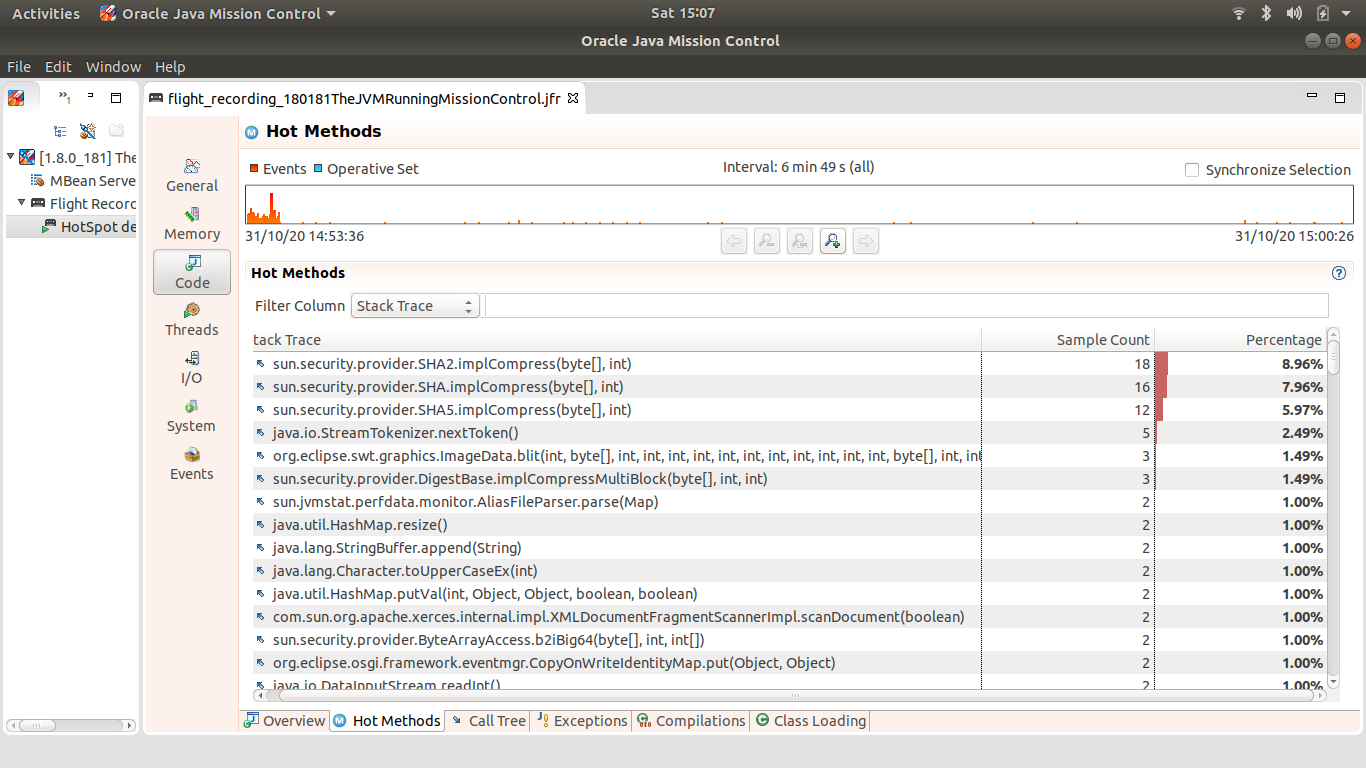 Activities Oracle Java Mission Control Sat 15:07
Oracle Java Mission Control
File Edit Window Help
»1
flight_recording_180181TheJVMRunningMissionControl.jfr
[1.8.0_181] The
MBean Serve
Flight Recorc
HotSpot de
General
Memory
Code
Threads
I/O
System
Events
Hot Methods
Events Operative Set Interval: 6 min 49 s (all) Synchronize Selection
31/10/20 14:53:36 31/10/20 15:00:26
Hot Methods
Filter Column Stack Trace
tack Trace Sample Count Percentage
sun.security.provider.SHA2.implCompress(byte[], int) 18 8.96%
sun.security.provider.SHA.implCompress(byte[], int) 16 7.96%
sun.security.provider.SHA5.implCompress(byte[], int) 12 5.97%
java.io.StreamTokenizer.nextToken() 5 2.49%
org.eclipse.swt.graphics.ImageData.blit(int, byte[], int, int, int, int, int, int, int, int, int, int, int, byte[], int, int 3 1.49%
sun.security.provider.DigestBase.implCompressMultiBlock(byte[], int, int) 3 1.49%
sun.jvmstat.perfdata.monitor.AliasFileParser.parse(Map) 2 1.00%
java.util.HashMap.resize() 2 1.00%
java.lang.StringBuffer.append(String) 2 1.00%
java.lang.Character.toUpperCaseEx(int) 2 1.00%
java.util.HashMap.putVal(int, Object, Object, boolean, boolean) 2 1.00%
com.sun.org.apache.xerces.internal.impl.XMLDocumentFragmentScannerImpl.scanDocument(boolean) 2 1.00%
sun.security.provider.ByteArrayAccess.b2iBig64(byte[], int, int[]) 2 1.00%
org.eclipse.osgi.framework.eventmgr.CopyOnWriteIdentityMap.put(Object, Object) 2 1.00%
java.io.DataInputStream.readInt() 2 1.00%
Overview Hot Methods Call Tree Exceptions Compilations Class Loading